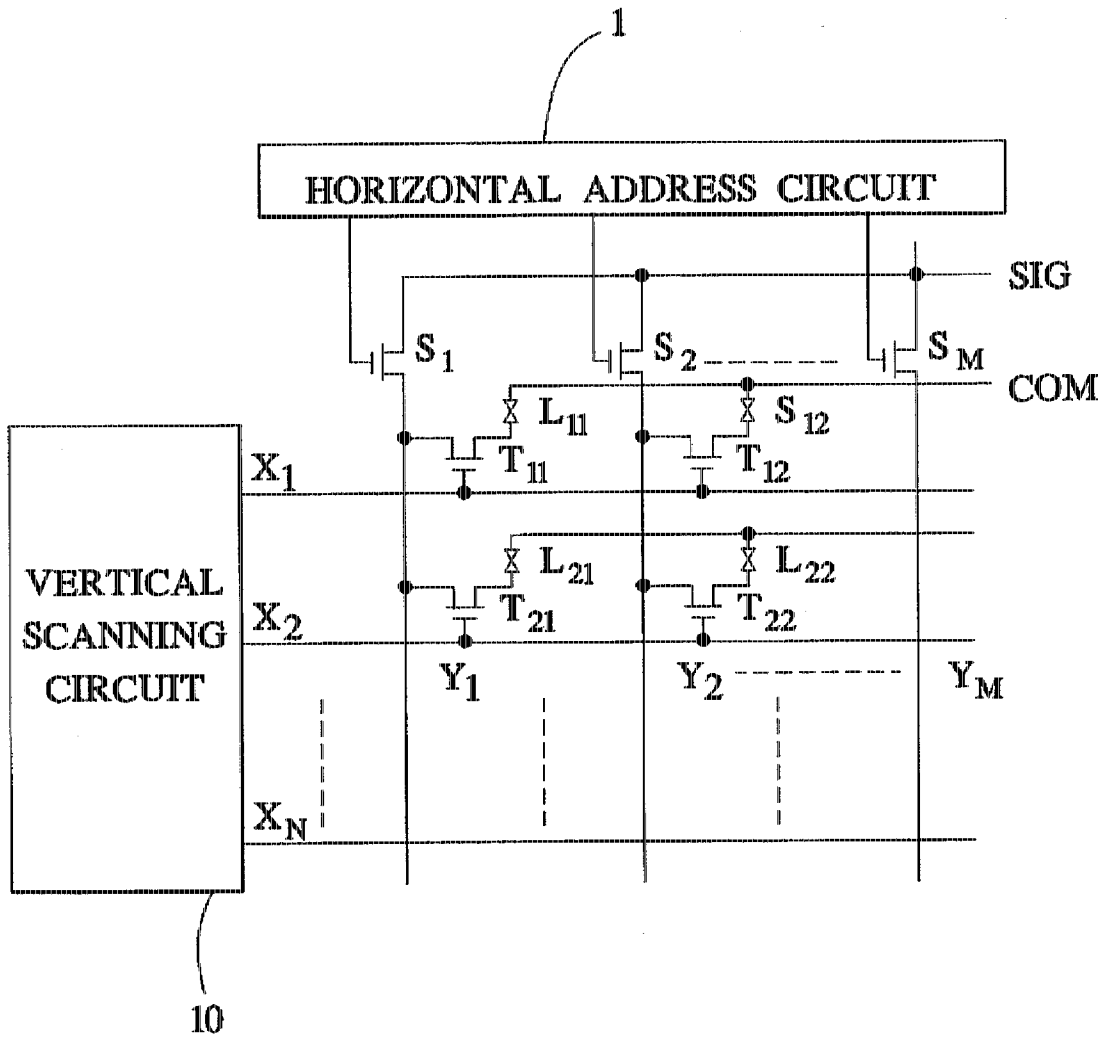 1
HORIZONTAL ADDRESS CIRCUIT
SIG
S1
S2
SM
COM
L11
S12
X1
T11
T12
VERTICAL
SCANNING
CIRCUIT
L21
L22
X2
T21
T22
Y1
Y2
YM
XN
10